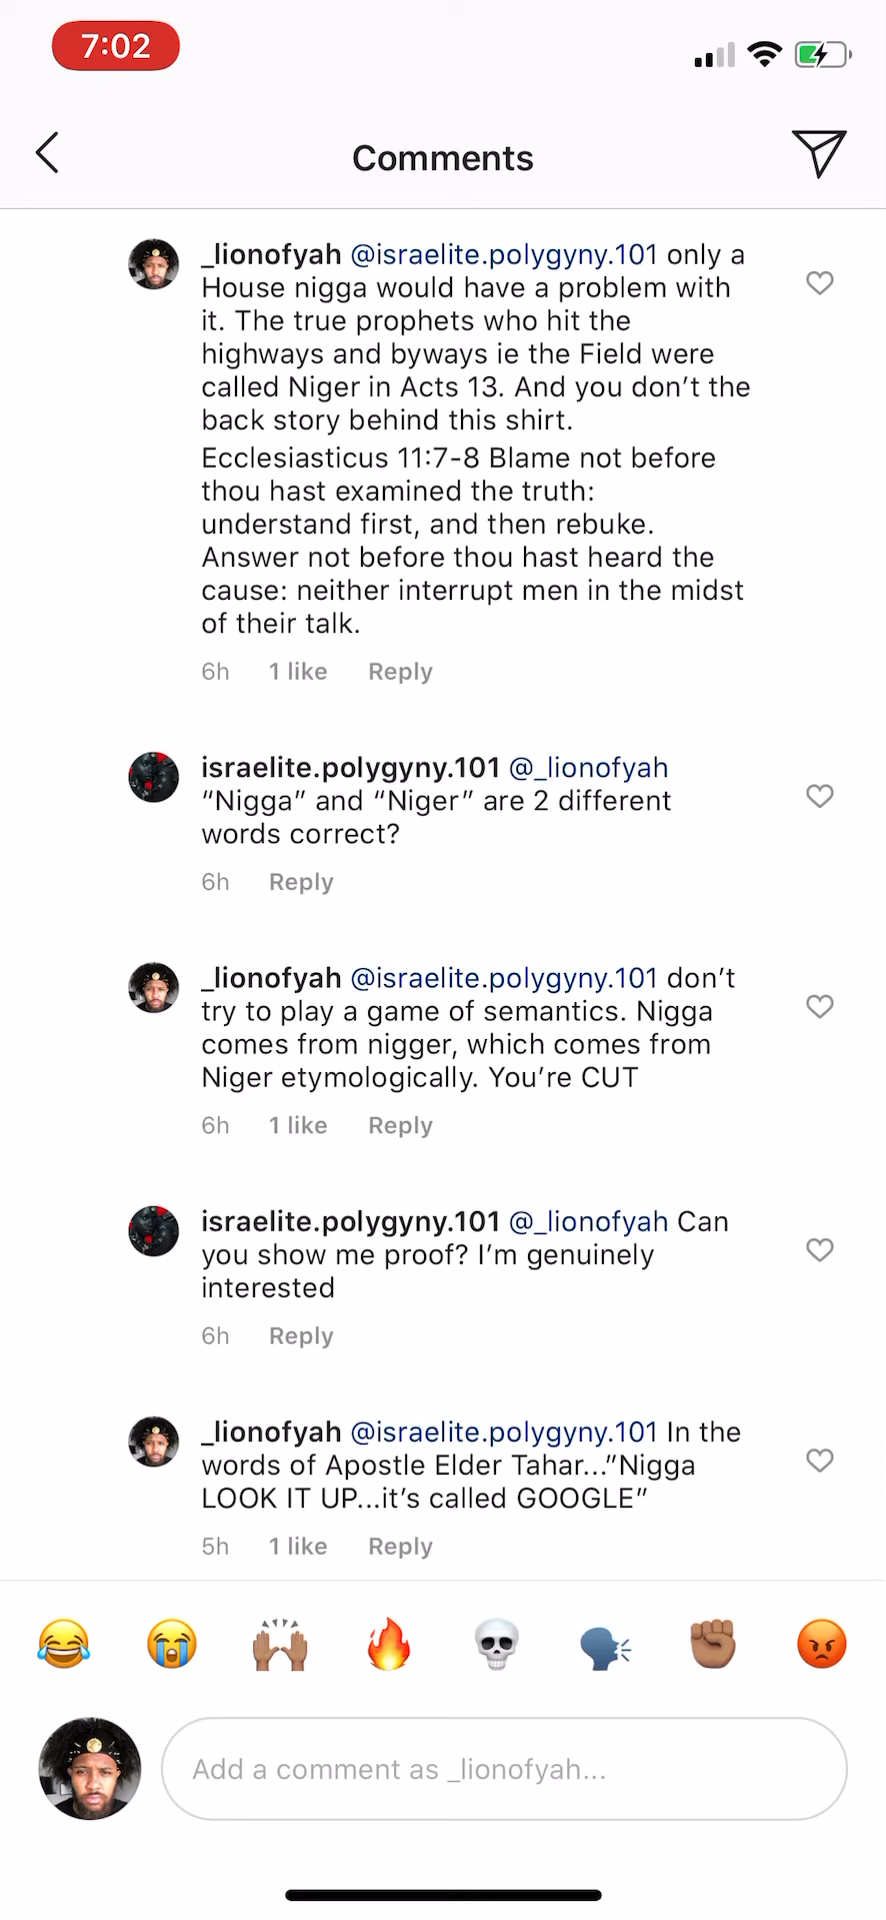 7:02
Comments
_lionofyah @israelite.polygyny.101 only a
House nigga would have a problem with
it. The true prophets who hit the
highways and byways ie the Field were
called Niger in Acts 13. And you don't the
back story behind this shirt.
Ecclesiasticus 11:7-8 Blame not before
thou hast examined the truth:
understand first, and then rebuke.
Answer not before thou hast heard the
cause: neither interrupt men in the midst
of their talk.
6h 1 like Reply
israelite.polygyny.101 @_lionofyah
“Nigga” and “Niger” are 2 different
words correct?
6h Reply
_lionofyah @israelite.polygyny.101 don’t
try to play a game of semantics. Nigga
comes from nigger, which comes from
Niger etymologically. You’re CUT
6h 1 like Reply
israelite.polygyny.101 @_lionofyah Can
you show me proof? I’m genuinely
interested
6h Reply
_lionofyah @israelite.polygyny.101 In the
words of Apostle Elder Tahar...”Nigga
LOOK IT UP...it’s called GOOGLE”
5h 1 like Reply
Add a comment as _lionofyah...